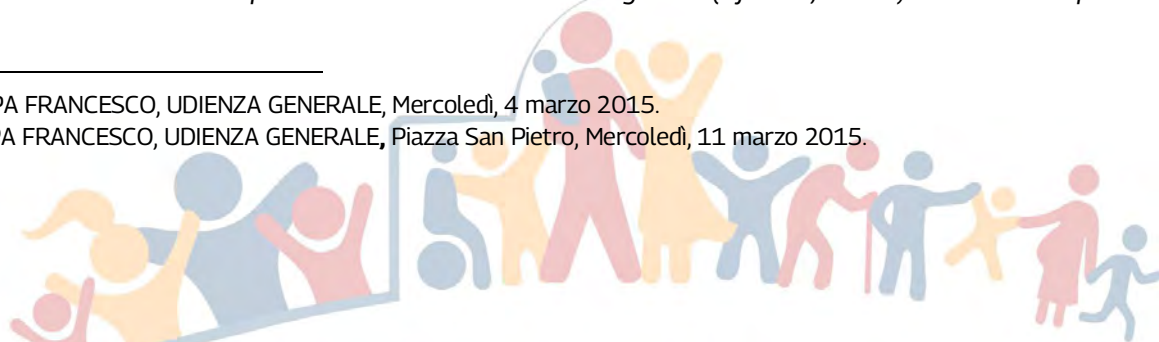 PA FRANCESCO, UDIENZA GENERALE, Mercoledì, 4 marzo 2015.
PA FRANCESCO, UDIENZA GENERALE, Piazza San Pietro, Mercoledì, 11 marzo 2015.